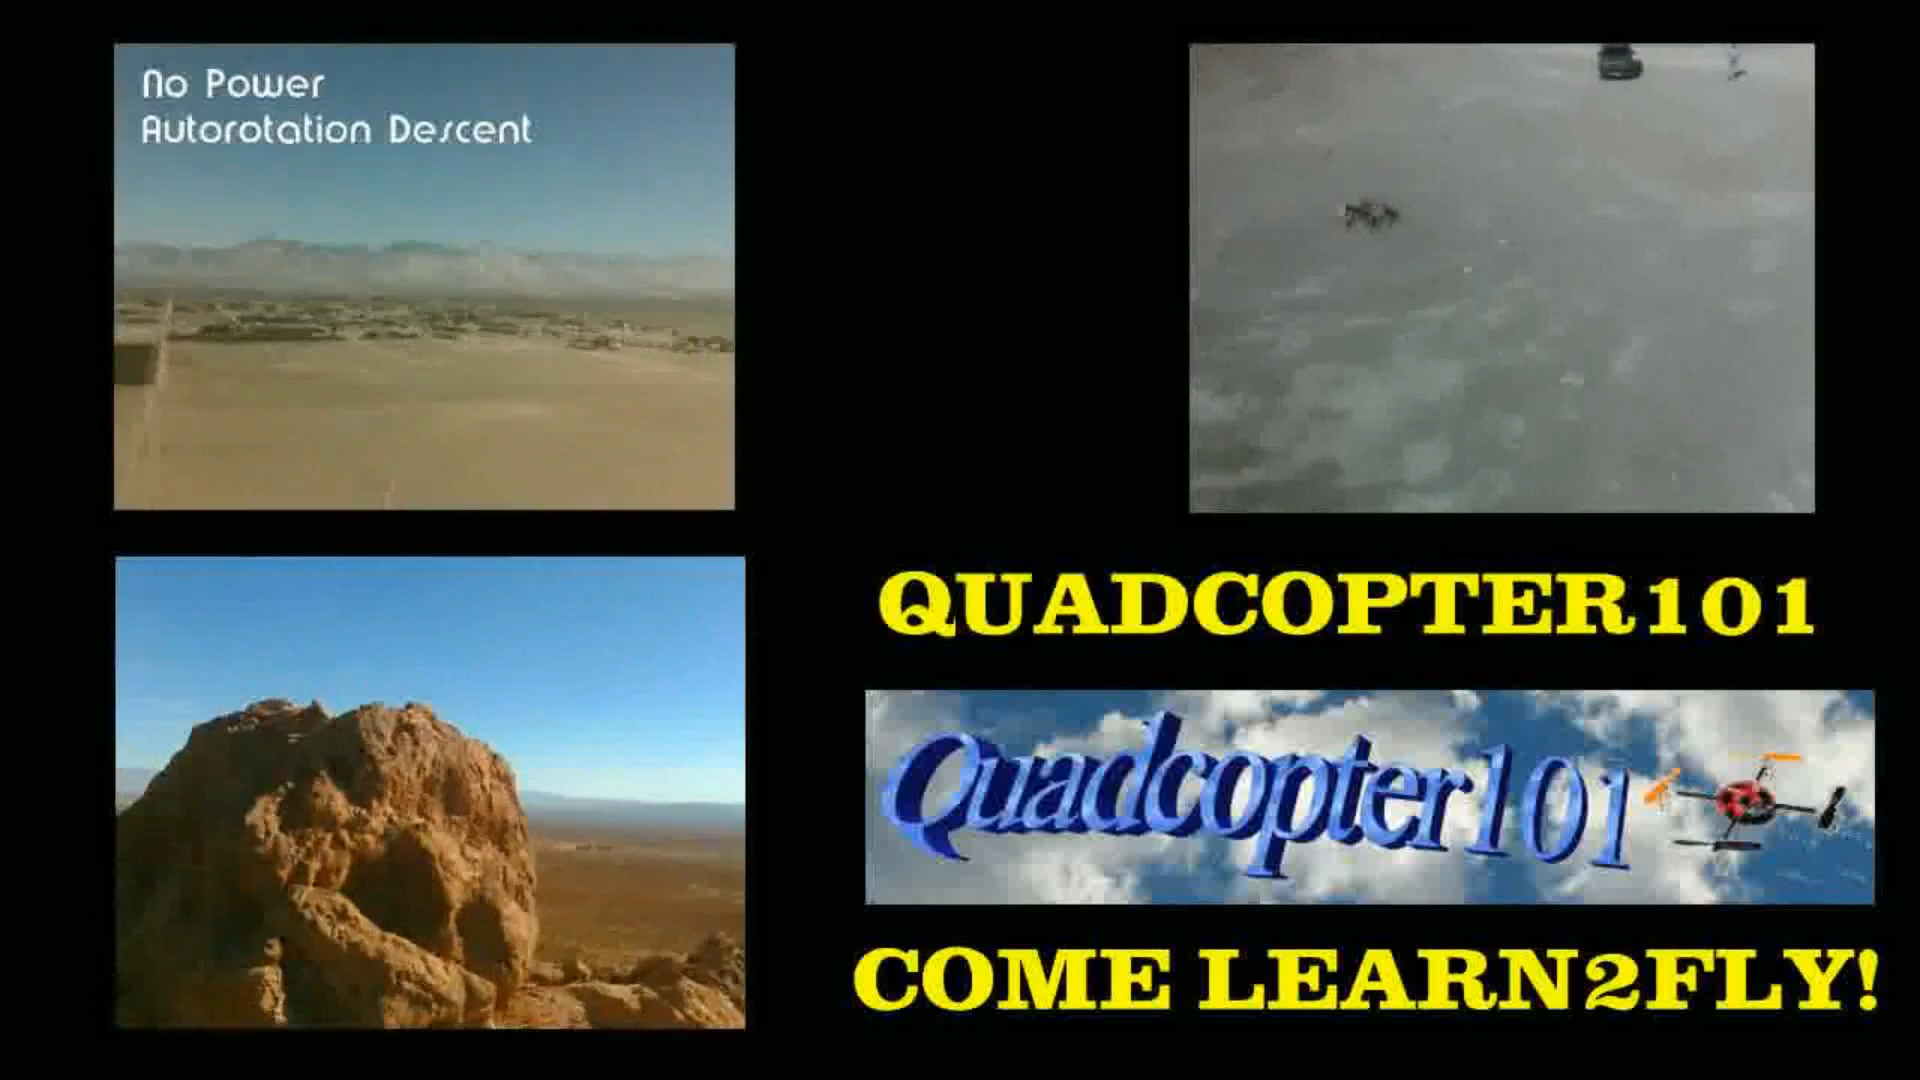 No Power
Autorotation Descent
QUADCOPTER101
Quadcopter101
COME LEARN2FLY!